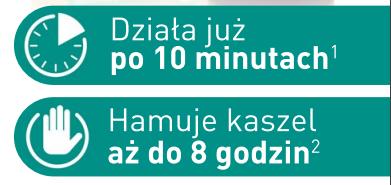 Działa już
po 10 minutach¹
Hamuje kaszel
aż do 8 godzin²